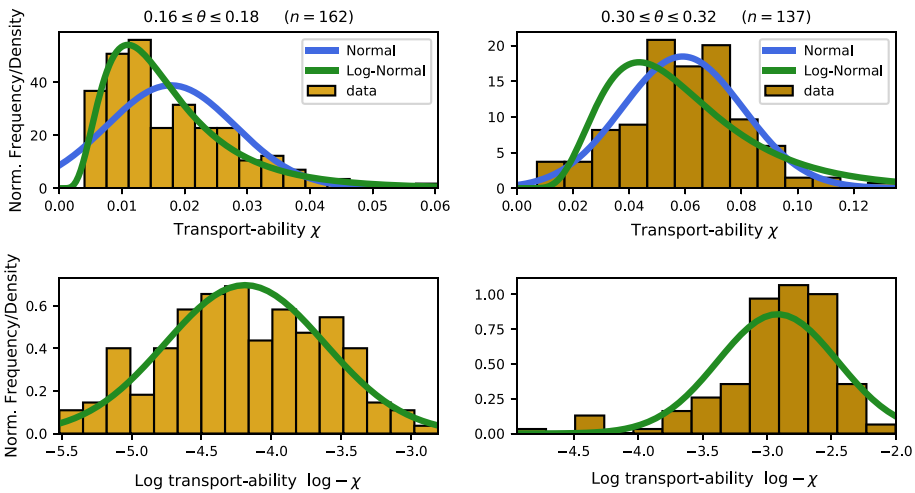 0.16 ≤ θ ≤ 0.18 (n = 162)
Norm. Frequency/Density
40
20
0
Normal
Log-Normal
data
0.00 0.01 0.02 0.03 0.04 0.05 0.06
Transport-ability χ
0.30 ≤ θ ≤ 0.32 (n = 137)
20
15
10
5
0
Normal
Log-Normal
data
0.00 0.02 0.04 0.06 0.08 0.10 0.12
Transport-ability χ
Norm. Frequency/Density
0.6
0.4
0.2
0.0
−5.5 −5.0 −4.5 −4.0 −3.5 −3.0
Log transport-ability log − χ
1.00
0.75
0.50
0.25
0.00
−4.5 −4.0 −3.5 −3.0 −2.5 −2.0
Log transport-ability log − χ